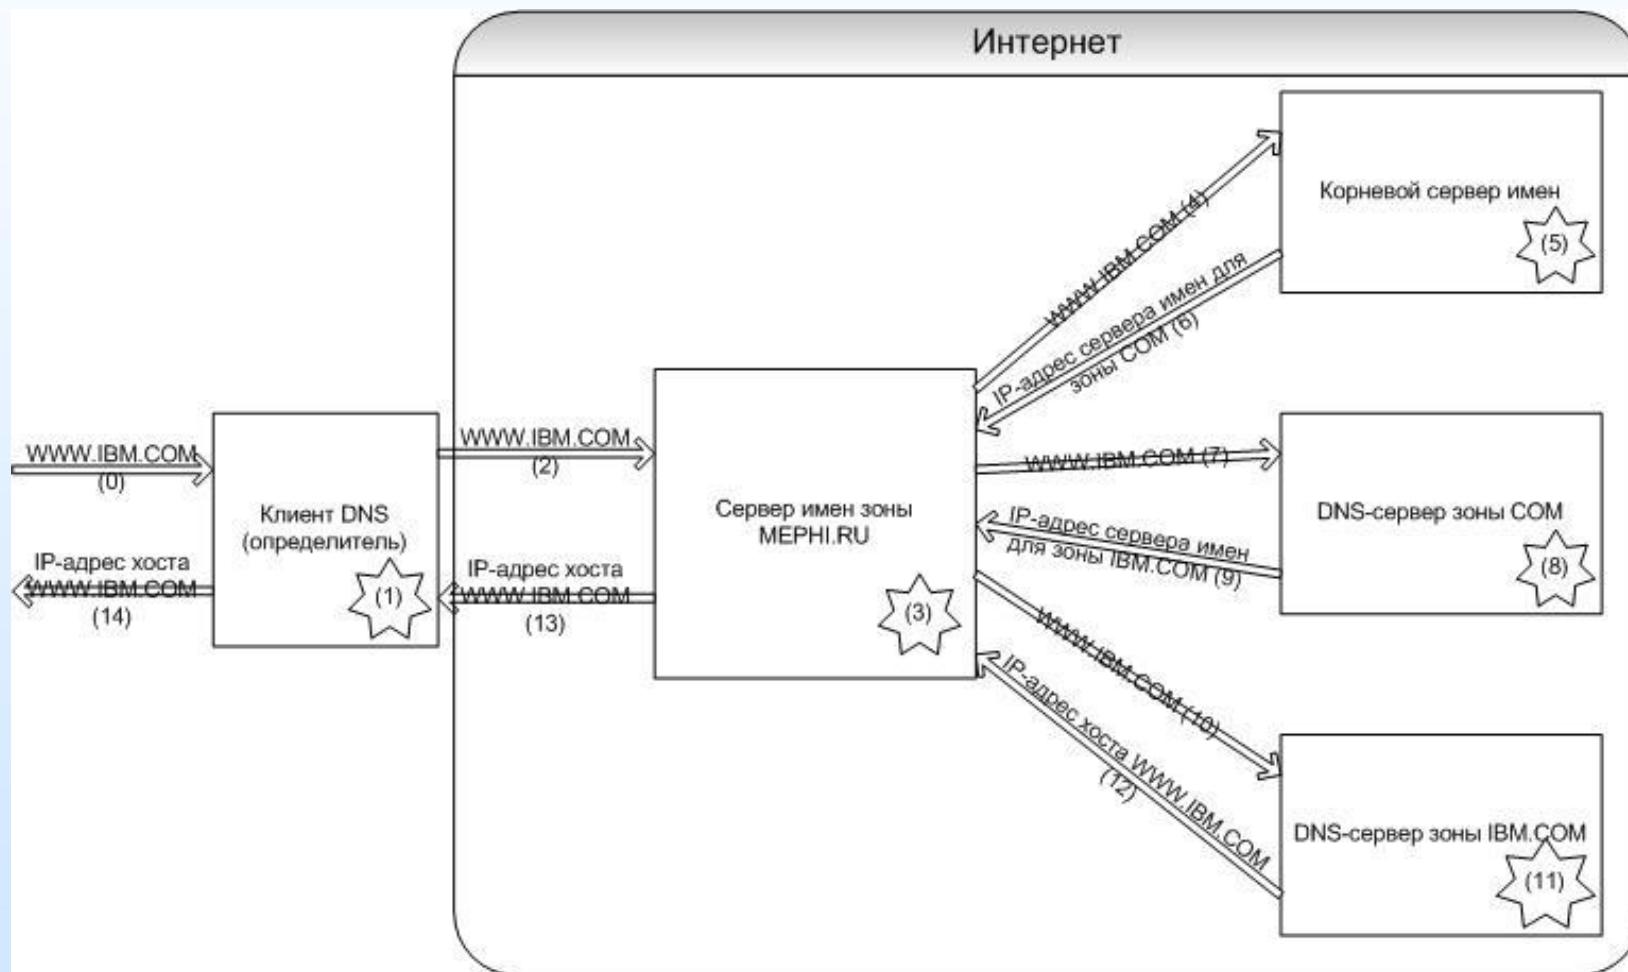 Интернет
WWW.IBM.COM
(0)
IP-адрес хоста
WWW.IBM.COM
(14)
Клиент DNS
(определитель)
(1)
WWW.IBM.COM
(2)
IP-адрес хоста
WWW.IBM.COM
(13)
Сервер имен зоны
MEPHI.RU
(3)
WWW.IBM.COM (4)
IP-адрес сервера имен для
зоны COM (6)
Корневой сервер имен
(5)
WWW.IBM.COM (7)
IP-адрес сервера имен
для зоны IBM.COM (9)
DNS-сервер зоны COM
(8)
WWW.IBM.COM (10)
IP-адрес хоста WWW.IBM.COM
(12)
DNS-сервер зоны IBM.COM
(11)